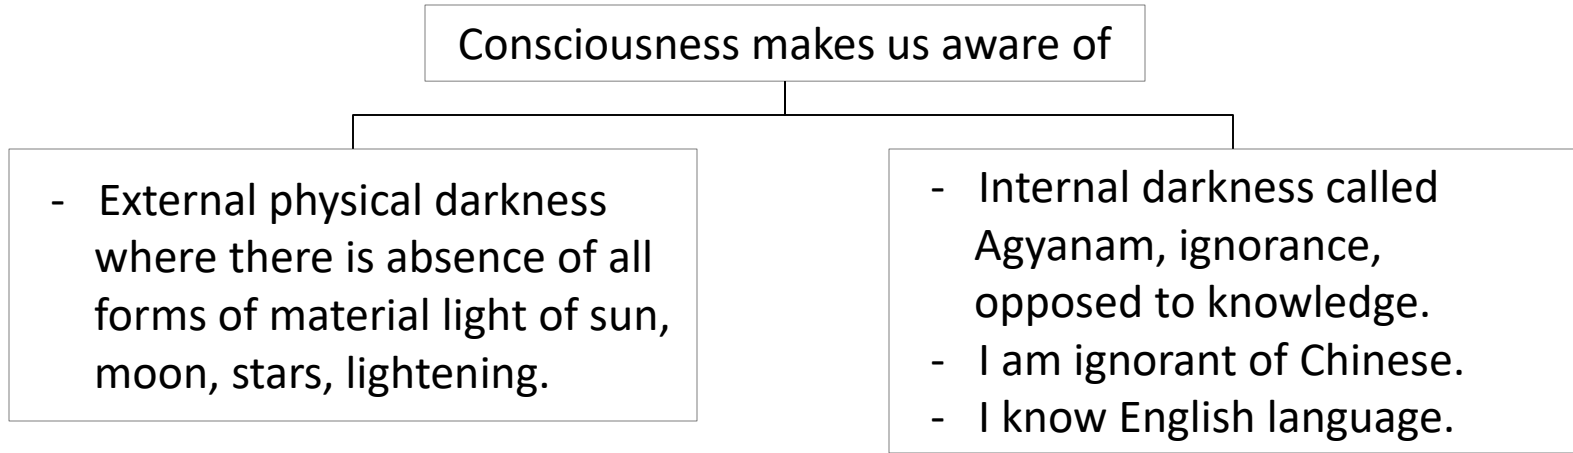 Consciousness makes us aware of
- External physical darkness
where there is absence of all
forms of material light of sun,
moon, stars, lightening.
- Internal darkness called
Agyanam, ignorance,
opposed to knowledge.
- I am ignorant of Chinese.
- I know English language.